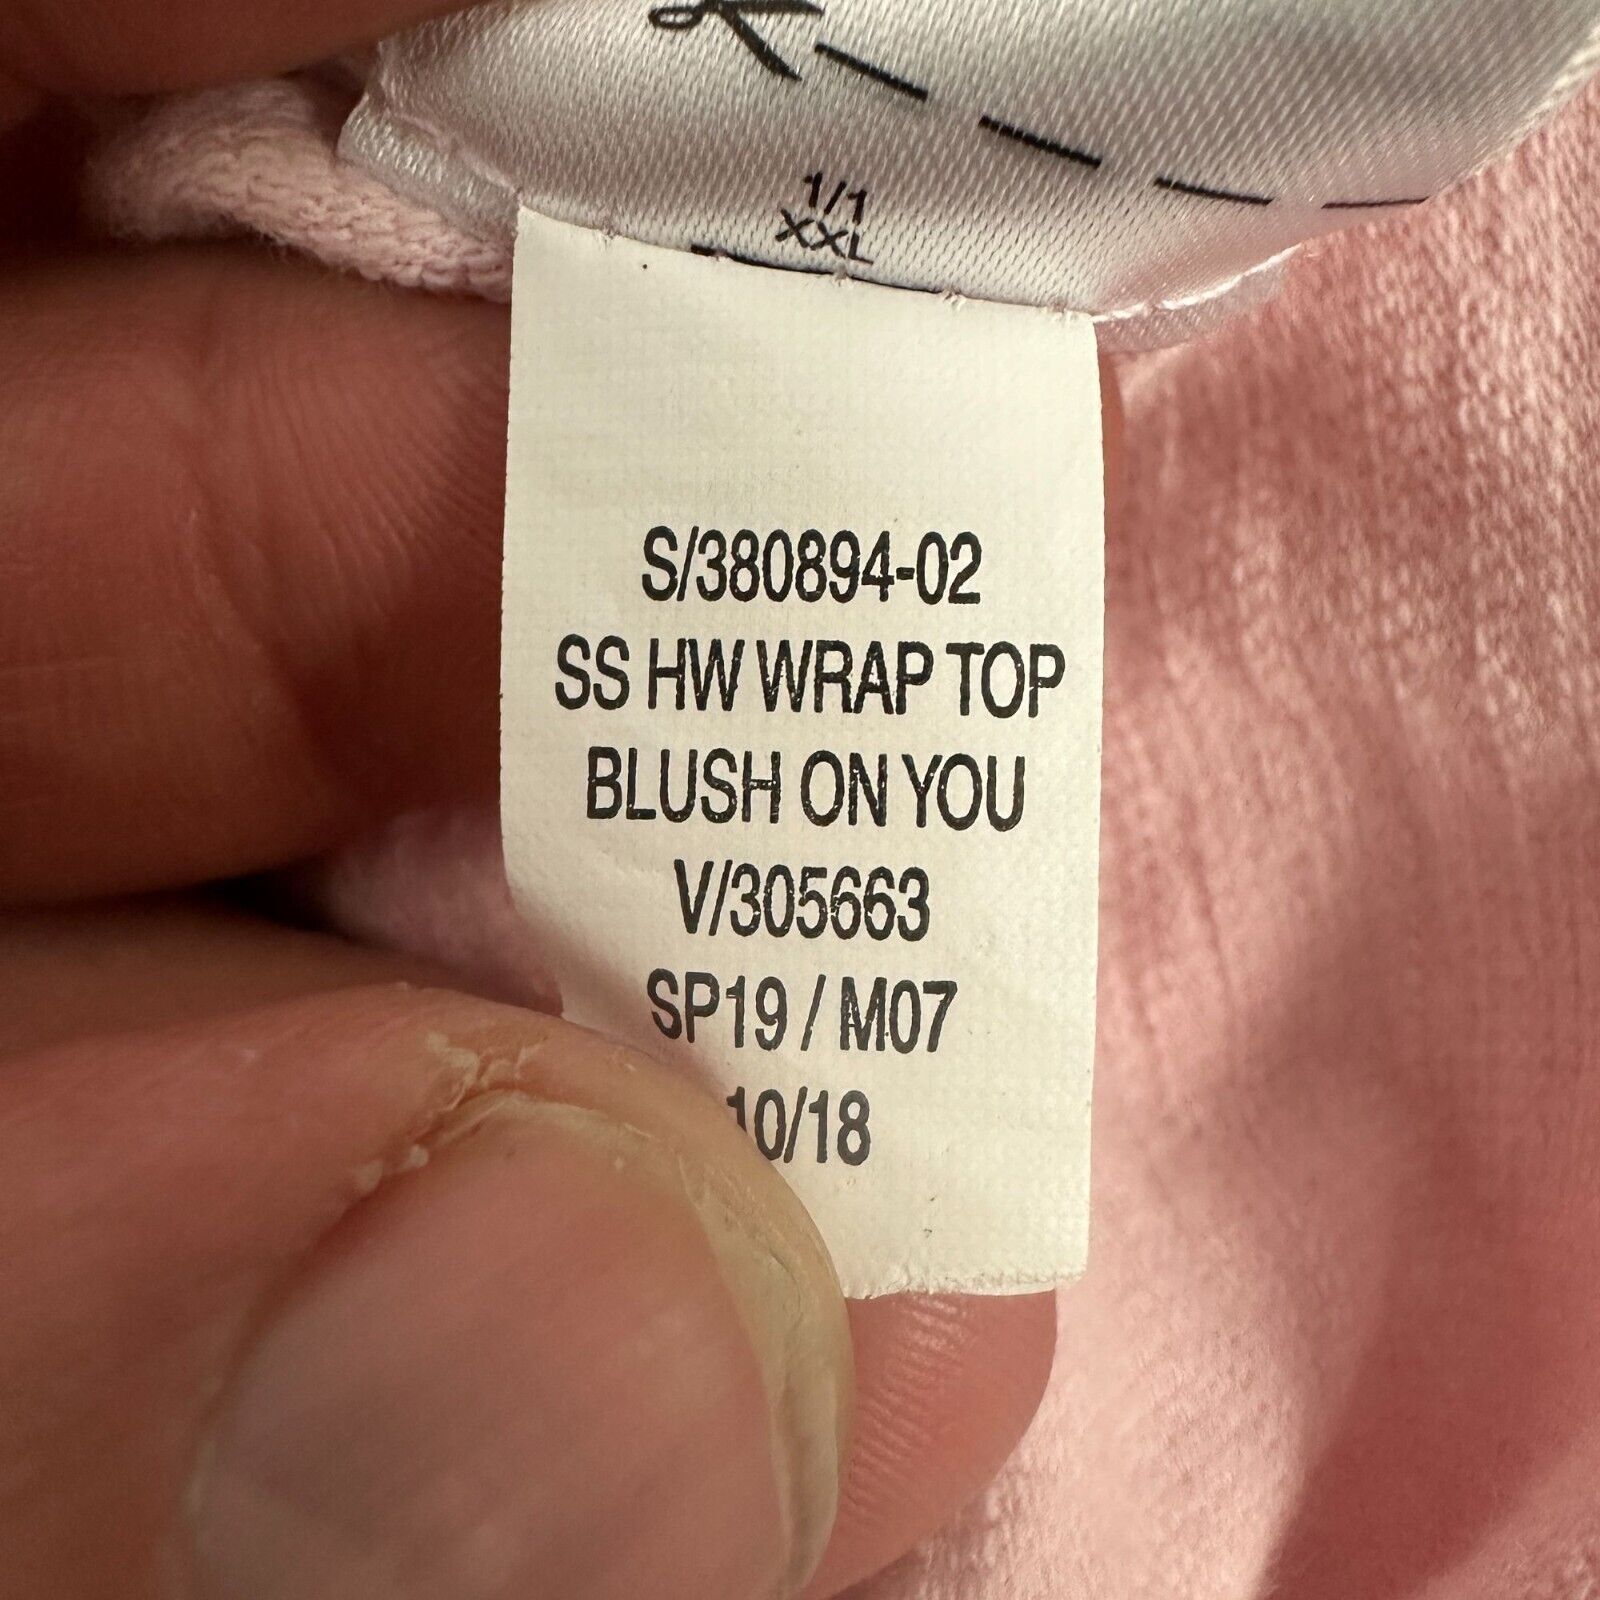 1/1
XXL
S/380894-02
SS HW WRAP TOP
BLUSH ON YOU
V/305663
SP19 / M07
10/18